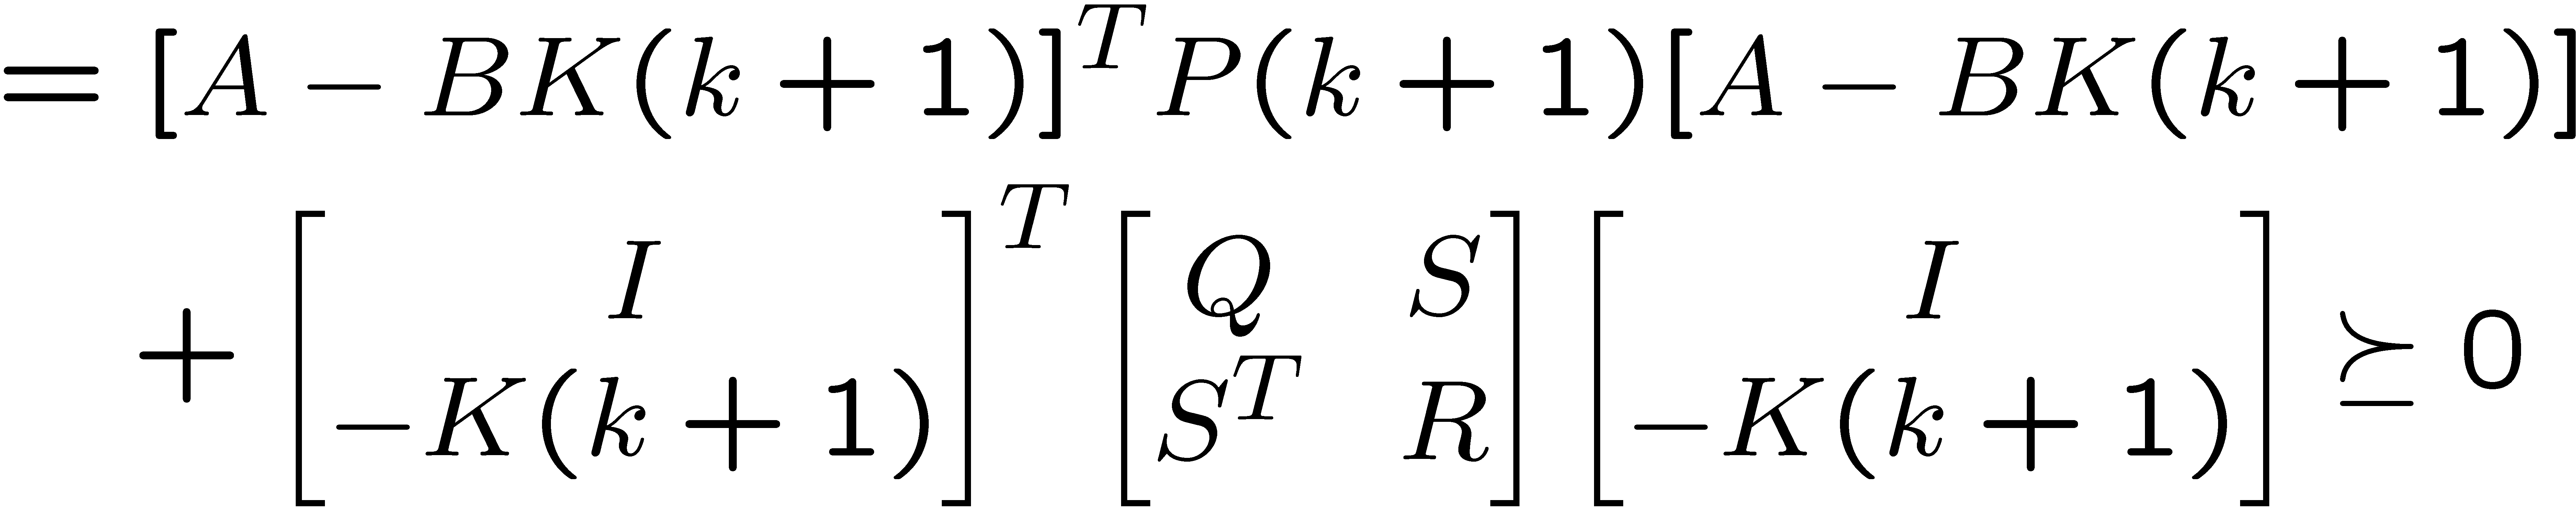 = [A − BK(k + 1)]^T P(k + 1)[A − BK(k + 1)]
+ [I; −K(k + 1)]^T [Q S; S^T R] [I; −K(k + 1)] ⪰ 0